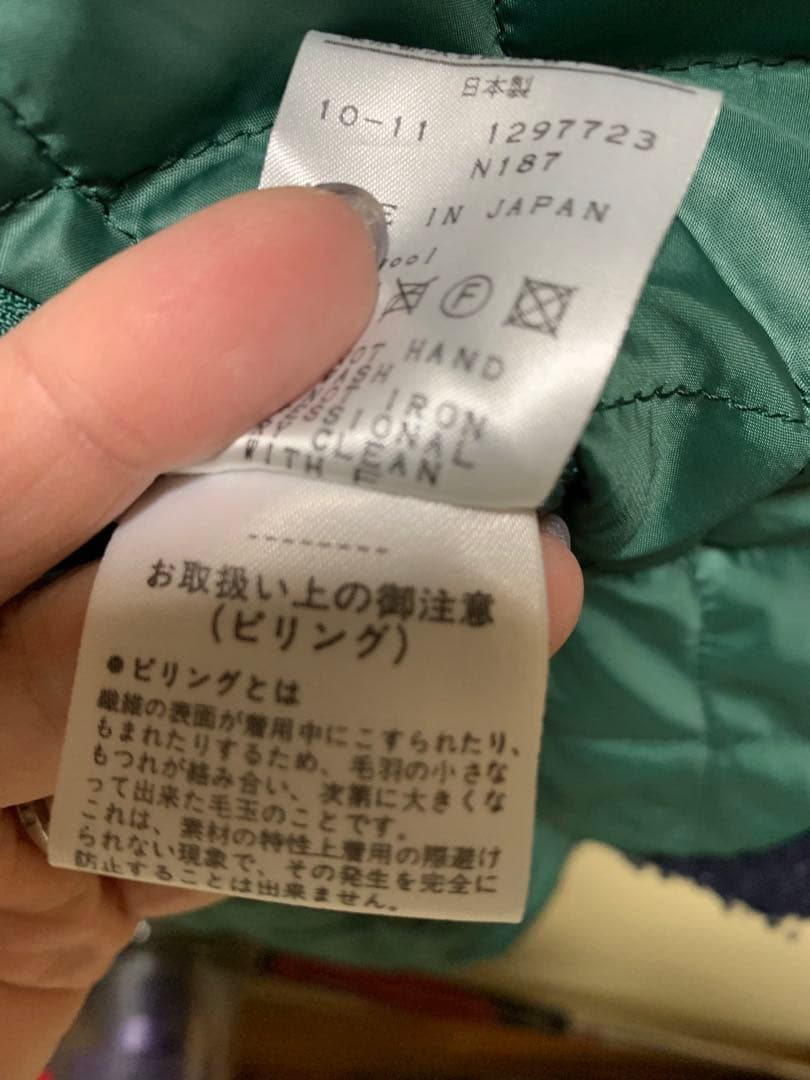 日本製
10-11 1297723
N187
IN JAPAN
F
HAND
IRON
WITH
お取扱い上の御注意
(ピリング)
●ピリングとは
繊維の表面が着用中にこすられたり、
もまれたりするため、毛羽の小さな
もつれが絡み合い、次第に大きくな
って出来た毛玉のことです。
これは、素材の特性上着用の際避け
られない現象で、その発生を完全に
防止することは出来ません。